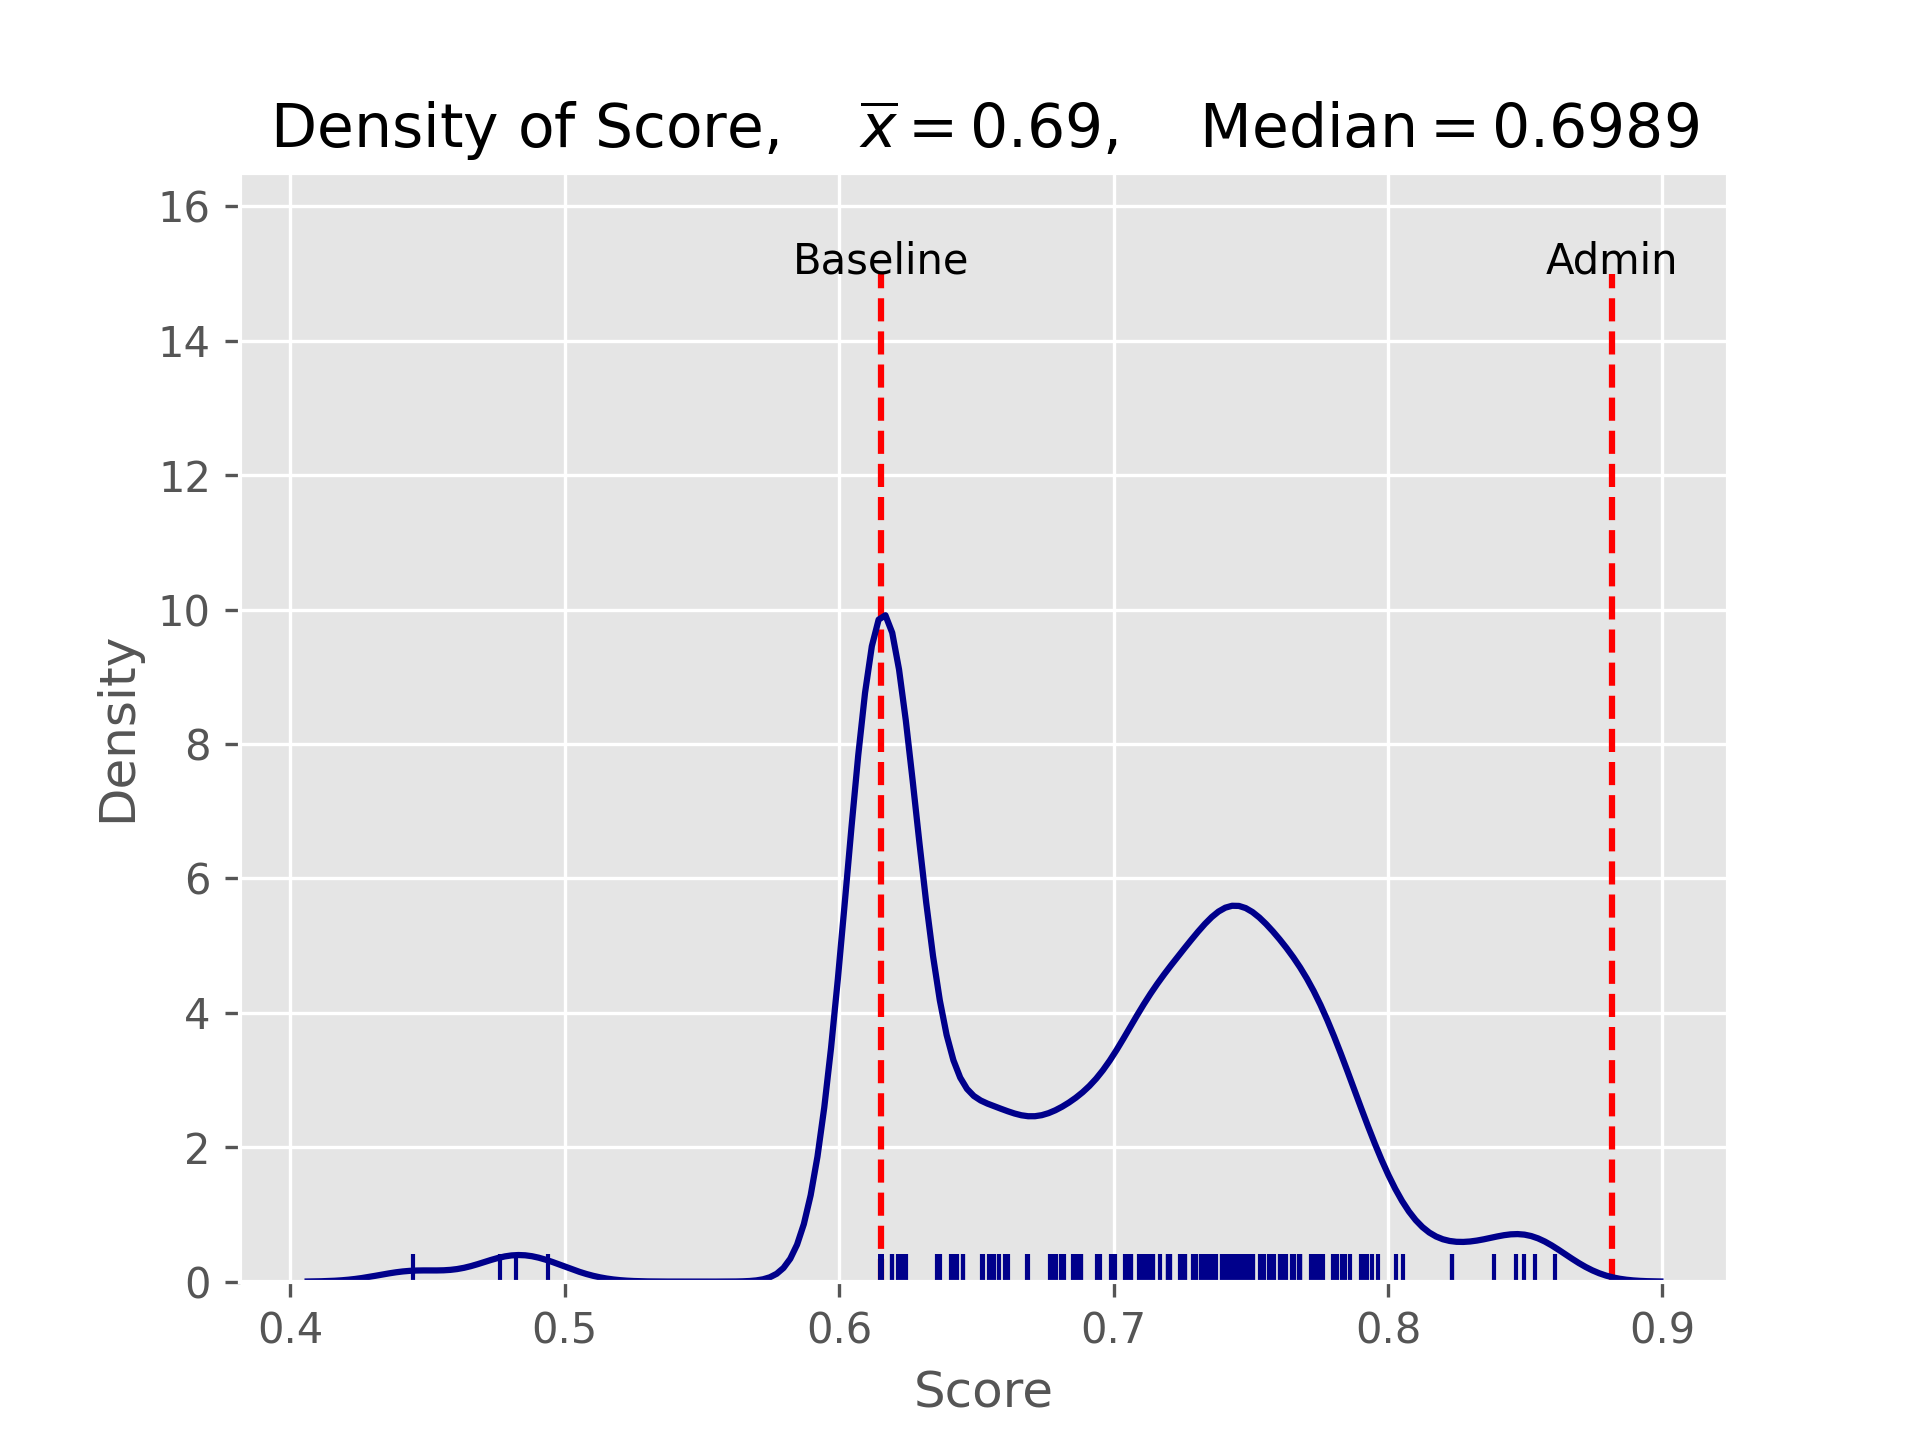 Density of Score, x̅ = 0.69, Median = 0.6989
16
14
12
10
8
6
4
2
0
Baseline
Admin
Density
0.4 0.5 0.6 0.7 0.8 0.9
Score